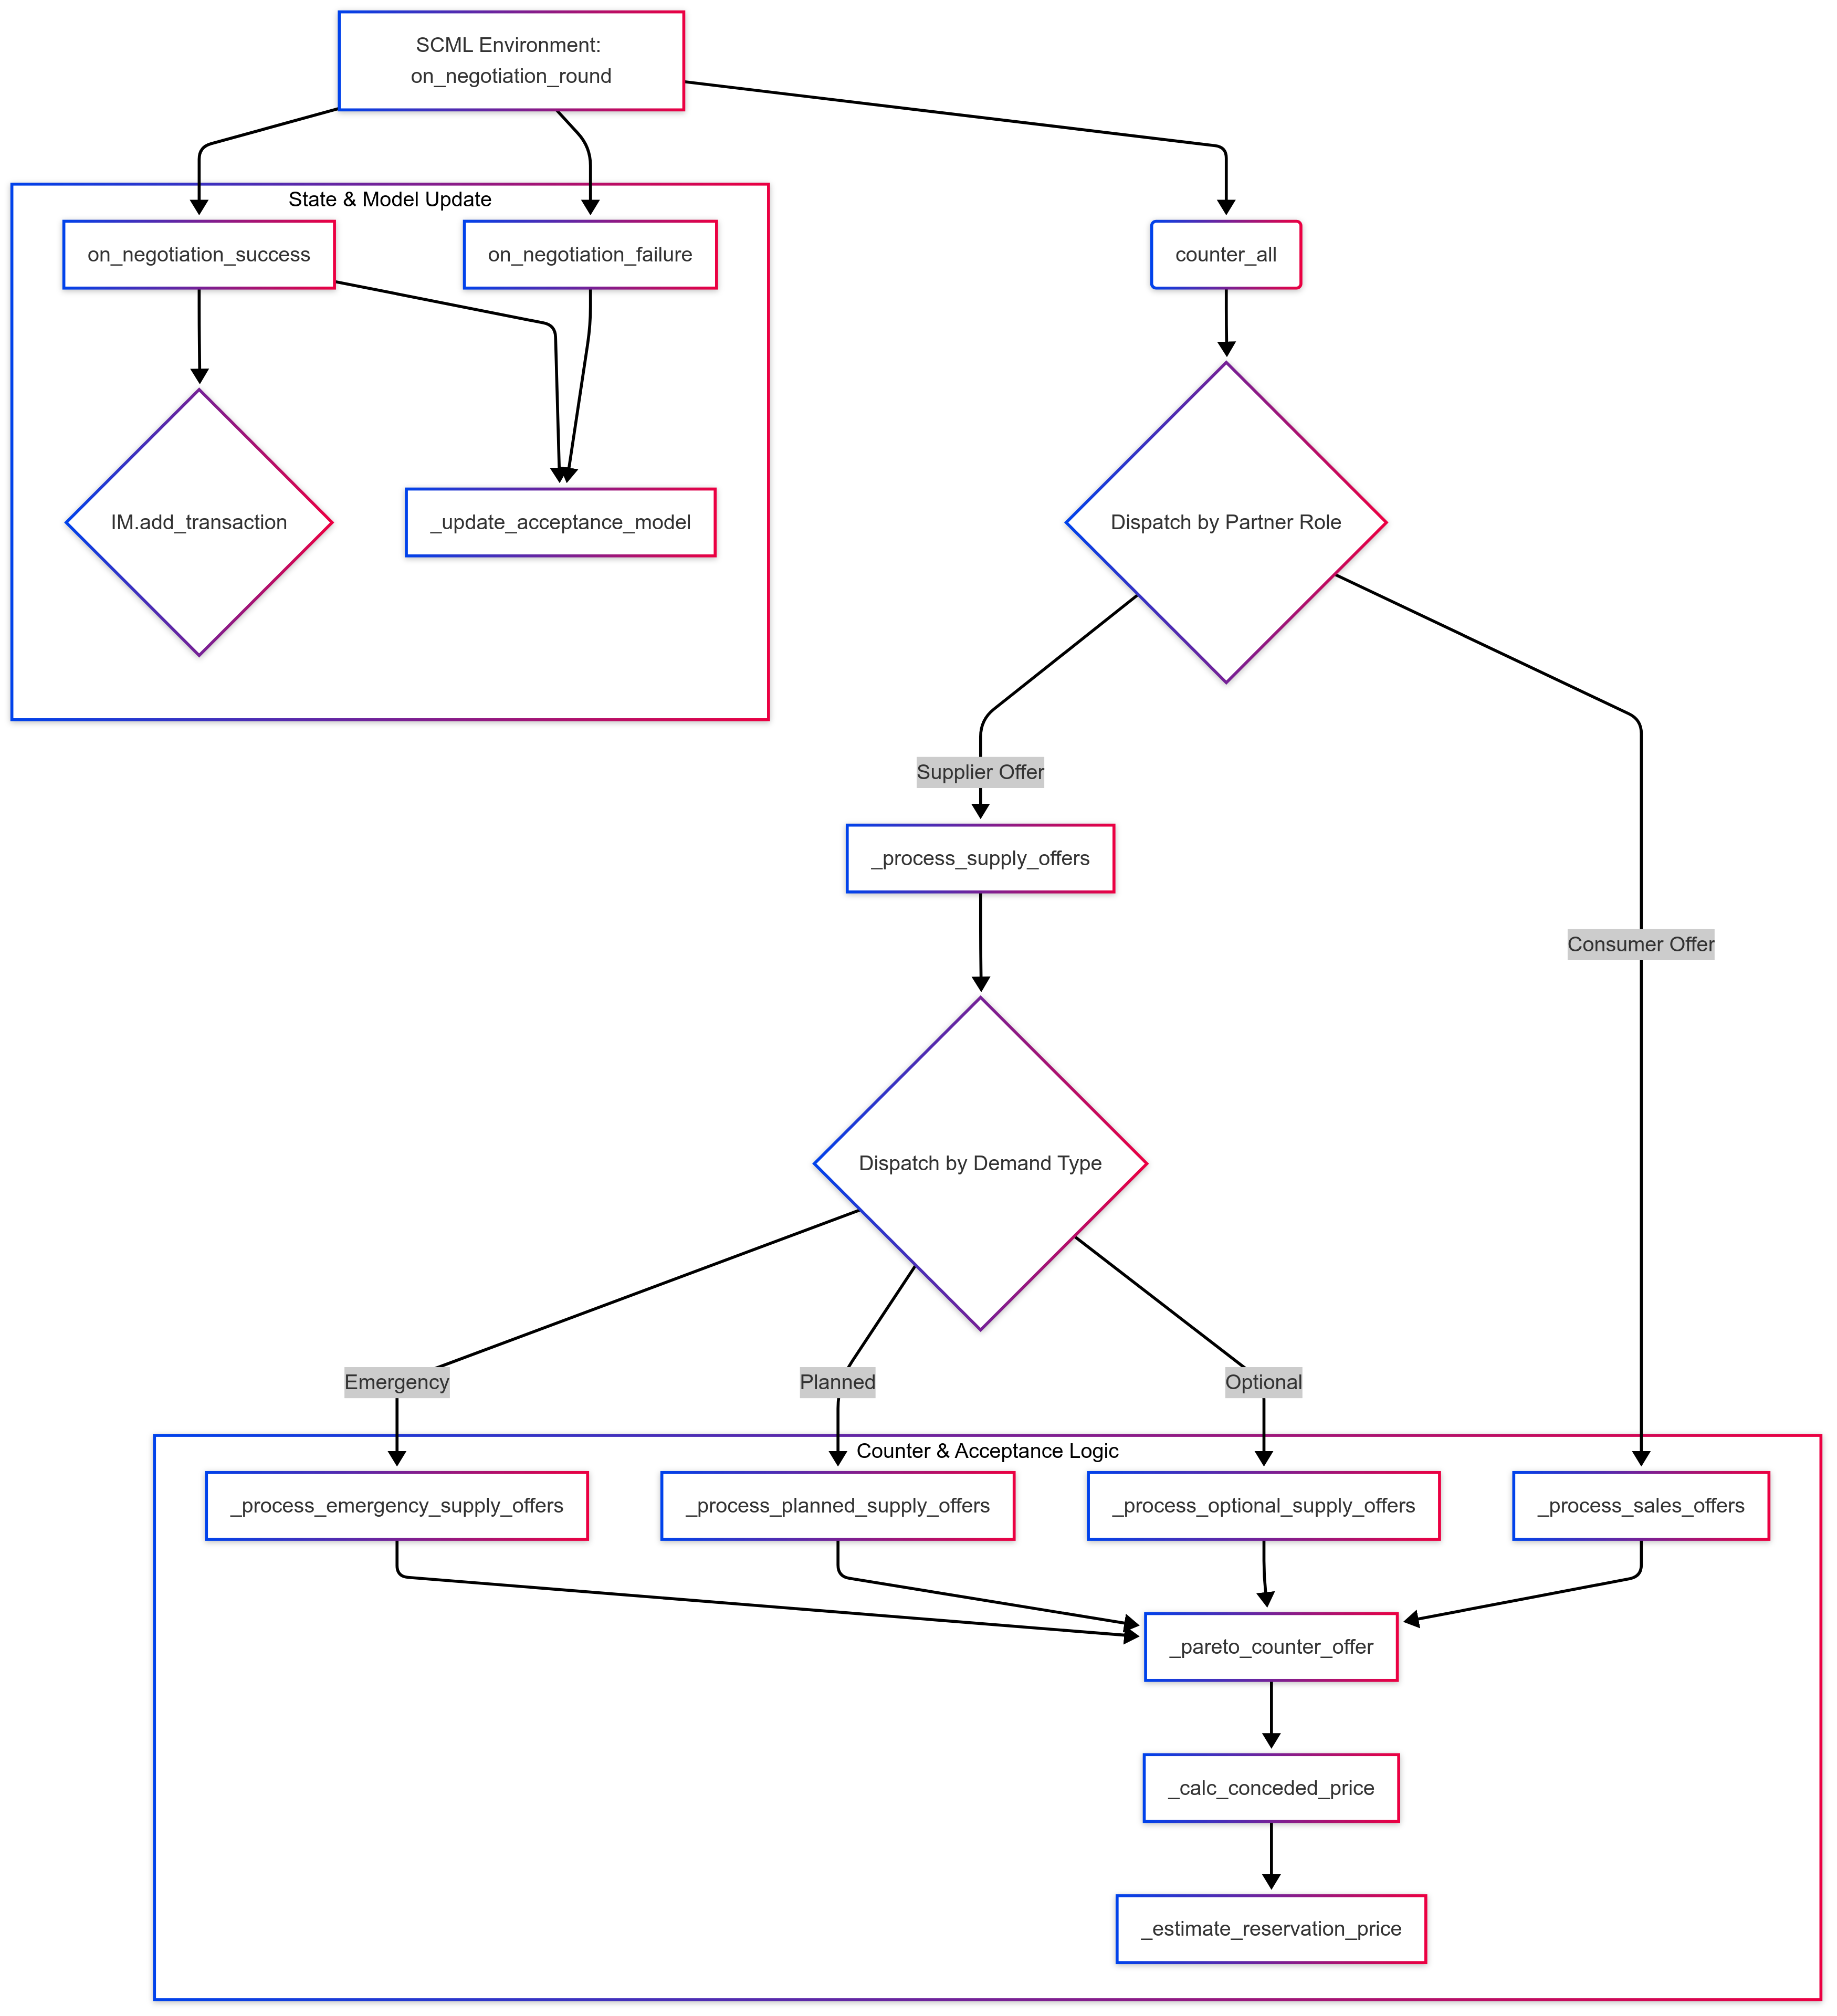 SCML Environment:
on_negotiation_round
State & Model Update
on_negotiation_success
on_negotiation_failure
counter_all
IM.add_transaction
_update_acceptance_model
Dispatch by Partner Role
Supplier Offer
_process_supply_offers
Consumer Offer
Dispatch by Demand Type
Emergency
Planned
Optional
Counter & Acceptance Logic
_process_emergency_supply_offers
_process_planned_supply_offers
_process_optional_supply_offers
_process_sales_offers
_pareto_counter_offer
_calc_conceded_price
_estimate_reservation_price